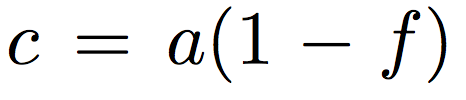 c = a(1 − f)